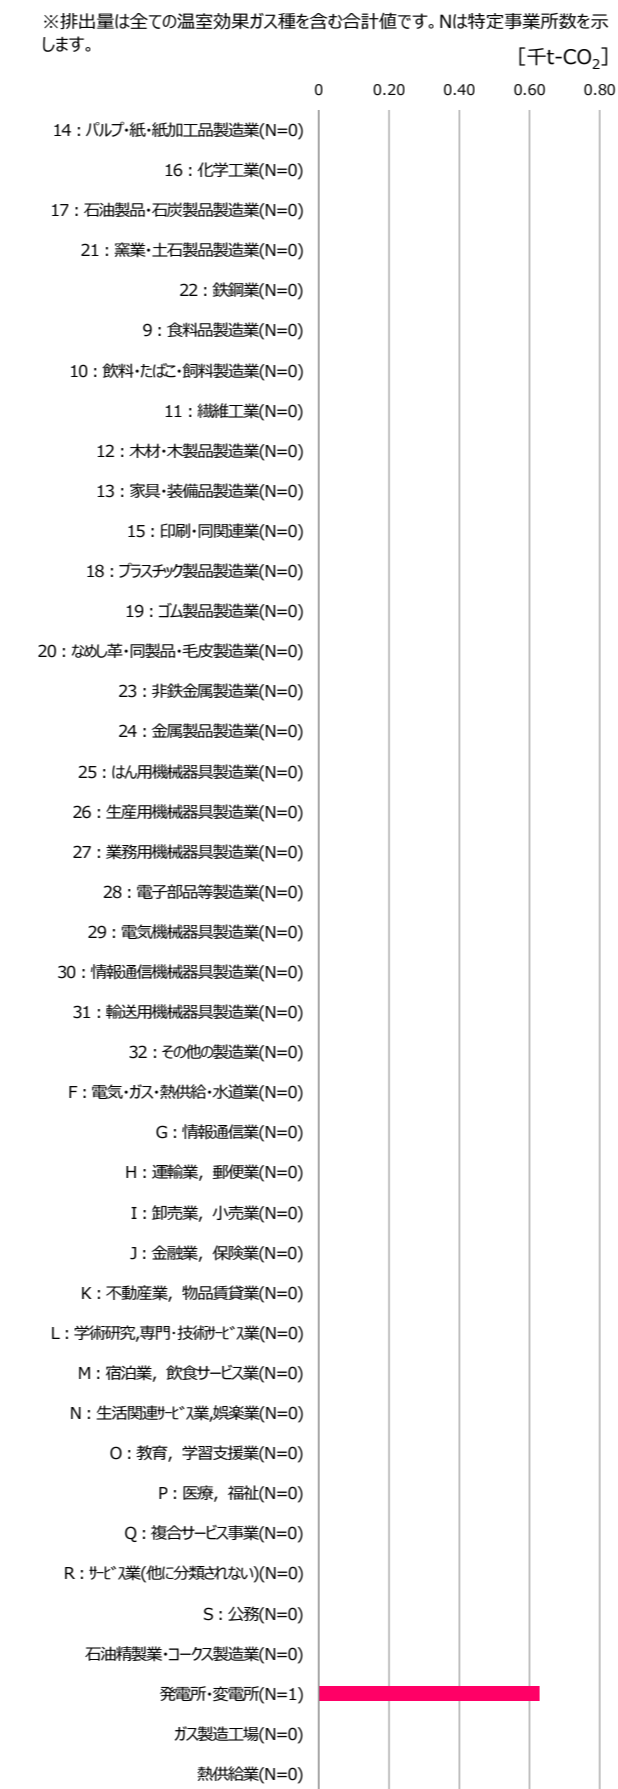 ※排出量は全ての温室効果ガス種を含む合計値です。Nは特定事業所数を示
します。
[千t-CO₂]
0 0.20 0.40 0.60 0.80
14：パルプ・紙・紙加工品製造業(N=0)
16：化学工業(N=0)
17：石油製品・石炭製品製造業(N=0)
21：窯業・土石製品製造業(N=0)
22：鉄鋼業(N=0)
9：食料品製造業(N=0)
10：飲料・たばこ・飼料製造業(N=0)
11：繊維工業(N=0)
12：木材・木製品製造業(N=0)
13：家具・装備品製造業(N=0)
15：印刷・同関連業(N=0)
18：プラスチック製品製造業(N=0)
19：ゴム製品製造業(N=0)
20：なめし革・同製品・毛皮製造業(N=0)
23：非鉄金属製造業(N=0)
24：金属製品製造業(N=0)
25：はん用機械器具製造業(N=0)
26：生産用機械器具製造業(N=0)
27：業務用機械器具製造業(N=0)
28：電子部品等製造業(N=0)
29：電気機械器具製造業(N=0)
30：情報通信機械器具製造業(N=0)
31：輸送用機械器具製造業(N=0)
32：その他の製造業(N=0)
F：電気・ガス・熱供給・水道業(N=0)
G：情報通信業(N=0)
H：運輸業，郵便業(N=0)
I：卸売業，小売業(N=0)
J：金融業，保険業(N=0)
K：不動産業，物品賃貸業(N=0)
L：学術研究,専門・技術ｻｰﾋﾞｽ業(N=0)
M：宿泊業，飲食サービス業(N=0)
N：生活関連ｻｰﾋﾞｽ業,娯楽業(N=0)
O：教育，学習支援業(N=0)
P：医療，福祉(N=0)
Q：複合サービス事業(N=0)
R：ｻｰﾋﾞｽ業(他に分類されない)(N=0)
S：公務(N=0)
石油精製業・コークス製造業(N=0)
発電所・変電所(N=1)
ガス製造工場(N=0)
熱供給業(N=0)